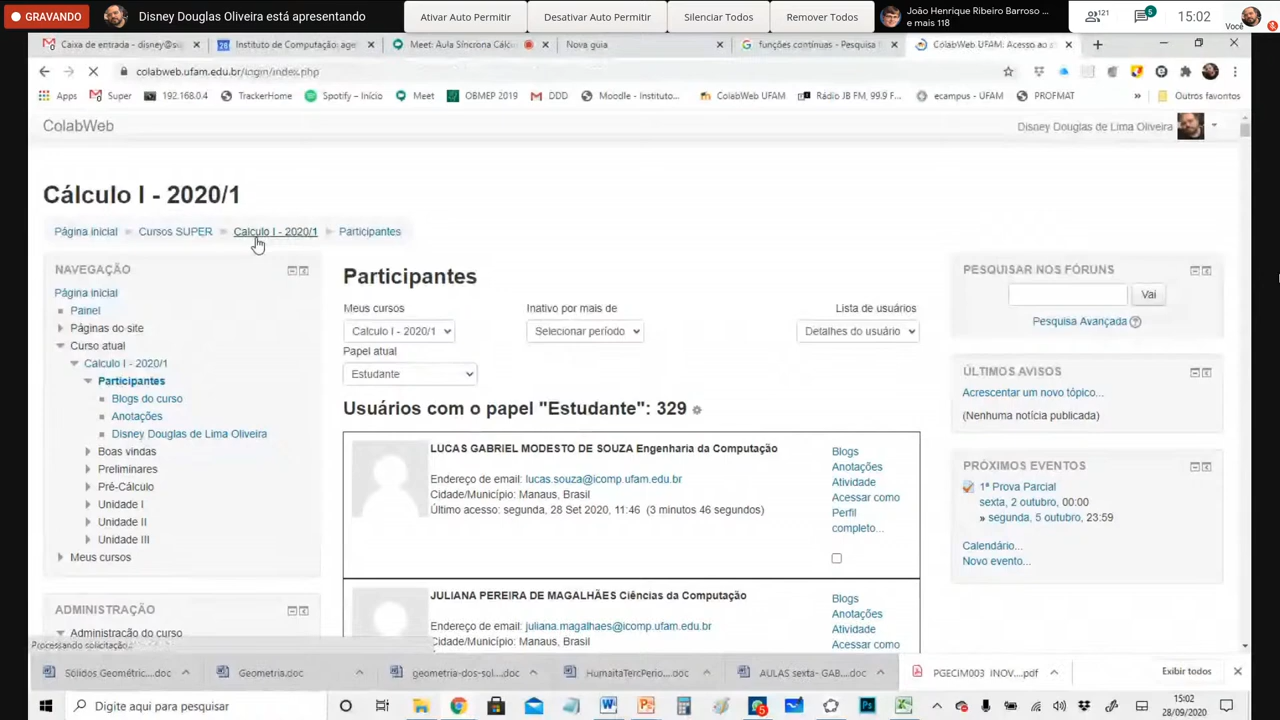 GRAVANDO
Disney Douglas Oliveira está apresentando
Ativar Auto Permitir
Desativar Auto Permitir
Silenciar Todos
Remover Todos
João Henrique Ribeiro Barroso ...
e mais 118
121
5
15:02
Você
Caixa de entrada - disney@su
Instituto de Computação: age
Meet: Aula Síncrona Cálcul
Nova guia
funções contínuas - Pesquisa
ColabWeb UFAM: Acesso ao s
colabweb.ufam.edu.br/login/index.php
Apps
Super
192.168.0.4
TrackerHome
Spotify – Início
Meet
OBMEP 2019
DDD
Moodle - Instituto...
ColabWeb UFAM
Rádio JB FM, 99.9 F...
ecampus - UFAM
PROFMAT
»
Outros favoritos
ColabWeb
Disney Douglas de Lima Oliveira
Cálculo I - 2020/1
Página inicial
Cursos SUPER
Calculo I - 2020/1
Participantes
NAVEGAÇÃO
Página inicial
Painel
Páginas do site
Curso atual
Calculo I - 2020/1
Participantes
Blogs do curso
Anotações
Disney Douglas de Lima Oliveira
Boas vindas
Preliminares
Pré-Cálculo
Unidade I
Unidade II
Unidade III
Meus cursos
ADMINISTRAÇÃO
Administração do curso
Processando solicitação...
Participantes
Meus cursos
Inativo por mais de
Lista de usuários
Calculo I - 2020/1
Selecionar período
Detalhes do usuário
Papel atual
Estudante
Usuários com o papel "Estudante": 329
LUCAS GABRIEL MODESTO DE SOUZA Engenharia da Computação
Endereço de email: lucas.souza@icomp.ufam.edu.br
Cidade/Município: Manaus, Brasil
Último acesso: segunda, 28 Set 2020, 11:46 (3 minutos 46 segundos)
Blogs
Anotações
Atividade
Acessar como
Perfil
completo...
JULIANA PEREIRA DE MAGALHÃES Ciências da Computação
Endereço de email: juliana.magalhaes@icomp.ufam.edu.br
Cidade/Município: Manaus, Brasil
Blogs
Anotações
Atividade
Acessar como
PESQUISAR NOS FÓRUNS
Vai
Pesquisa Avançada
ÚLTIMOS AVISOS
Acrescentar um novo tópico...
(Nenhuma notícia publicada)
PRÓXIMOS EVENTOS
1ª Prova Parcial
sexta, 2 outubro, 00:00
» segunda, 5 outubro, 23:59
Calendário...
Novo evento...
Sólidos Geométric....doc
Geometria.doc
geometria-dos-sol...doc
HumaitaTercPerio....doc
AULAS sexta- GAB....doc
PGECIM003 INOV....pdf
Exibir todos
Digite aqui para pesquisar
5
15:02
28/09/2020